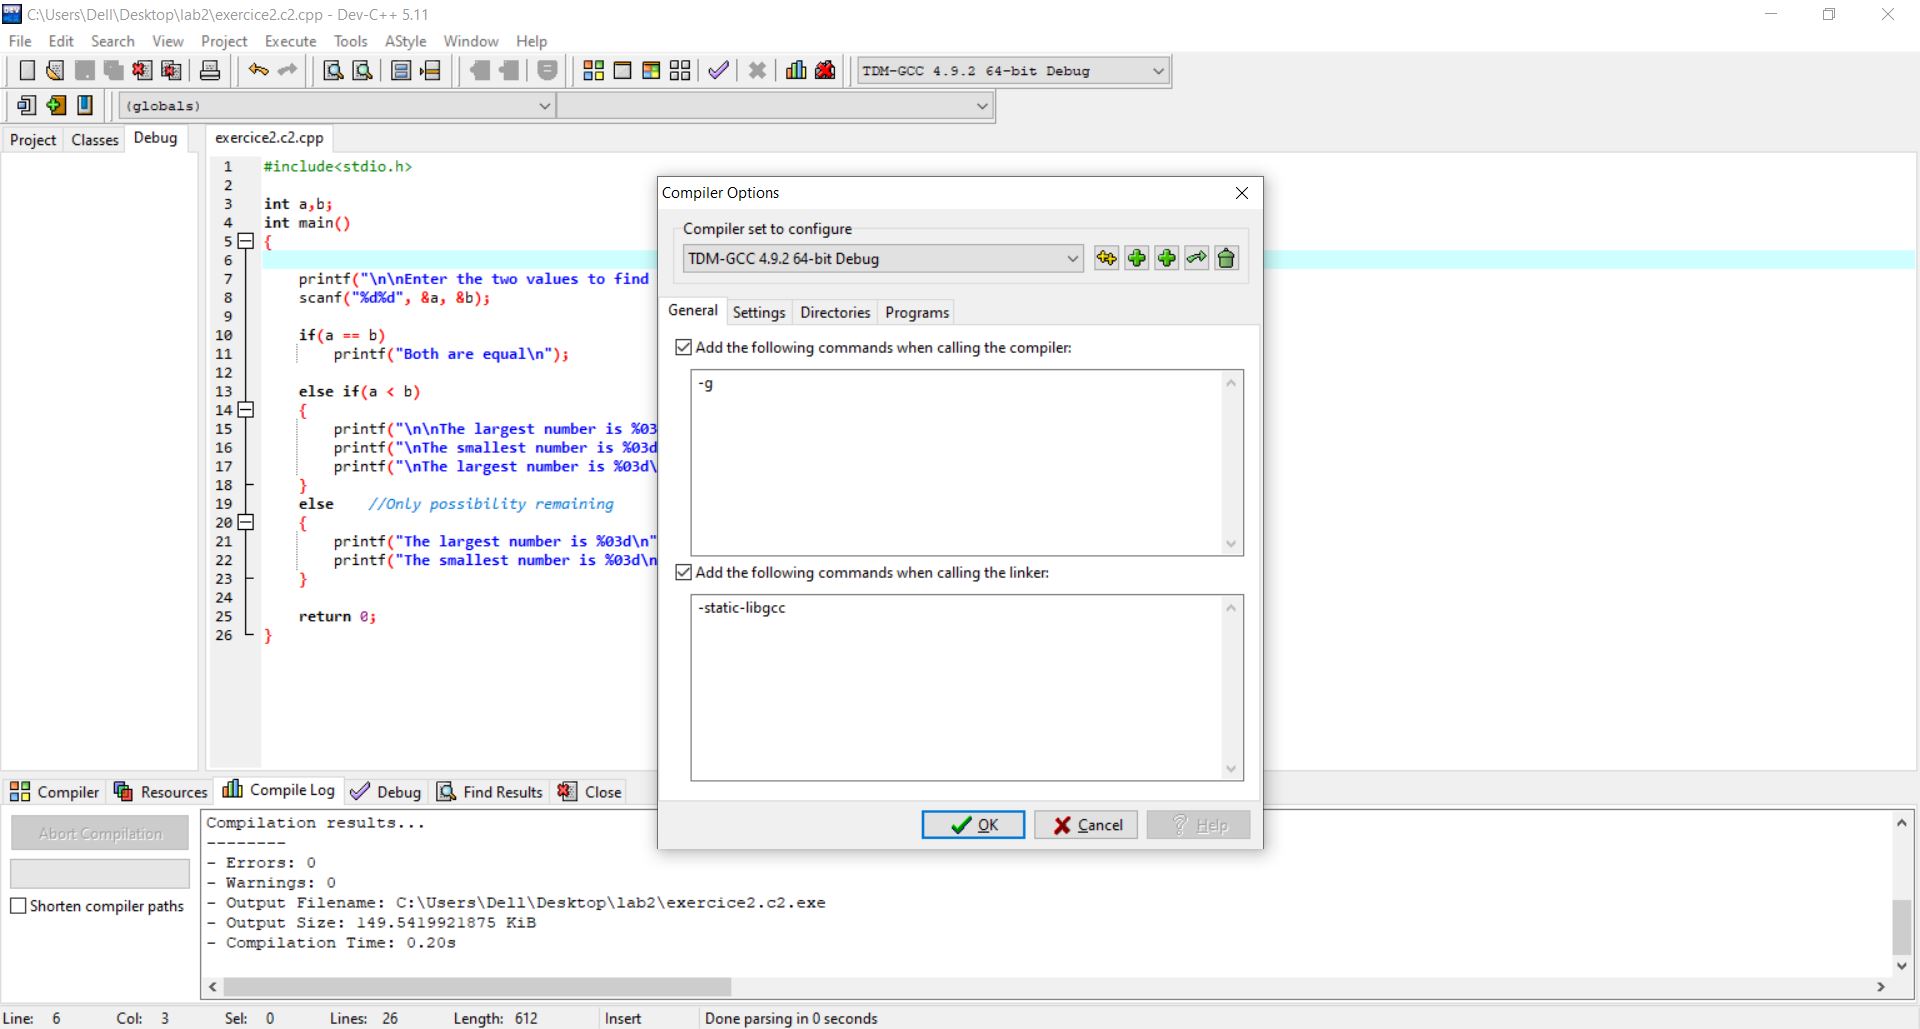 C:\Users\Dell\Desktop\lab2\exercice2.c2.cpp - Dev-C++ 5.11
File Edit Search View Project Execute Tools AStyle Window Help
TDM-GCC 4.9.2 64-bit Debug
(globals)
Project Classes Debug
exercice2.c2.cpp
1 #include<stdio.h>
2
3 int a,b;
4 int main()
5 {
6
7 printf("\n\nEnter the two values to find
8 scanf("%d%d", &a, &b);
9
10 if(a == b)
11 printf("Both are equal\n");
12
13 else if(a < b)
14 {
15 printf("\n\nThe largest number is %03
16 printf("\nThe smallest number is %03d
17 printf("\nThe largest number is %03d\
18 }
19 else //Only possibility remaining
20 {
21 printf("The largest number is %03d\n"
22 printf("The smallest number is %03d\n
23 }
24
25 return 0;
26 }
Compiler Options
Compiler set to configure
TDM-GCC 4.9.2 64-bit Debug
General Settings Directories Programs
Add the following commands when calling the compiler:
-g
Add the following commands when calling the linker:
-static-libgcc
OK Cancel Help
Compiler Resources Compile Log Debug Find Results Close
Abort Compilation
Shorten compiler paths
Compilation results...
--------
- Errors: 0
- Warnings: 0
- Output Filename: C:\Users\Dell\Desktop\lab2\exercice2.c2.exe
- Output Size: 149.5419921875 KiB
- Compilation Time: 0.20s
Line: 6 Col: 3 Sel: 0 Lines: 26 Length: 612 Insert Done parsing in 0 seconds